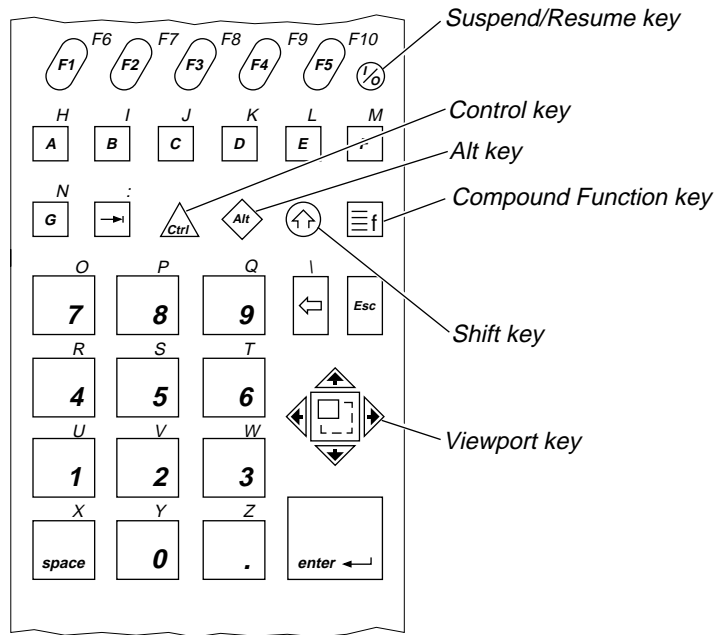 Suspend/Resume key
F6 F7 F8 F9 F10
F1 F2 F3 F4 F5 I/O
H I J K L M
A B C D E F
Control key
Alt key
N :
G Ctrl Alt f
Compound Function key
O P Q \
7 8 9 Esc
Shift key
R S T
4 5 6
U V W
1 2 3
Viewport key
X Y Z
space 0 . enter